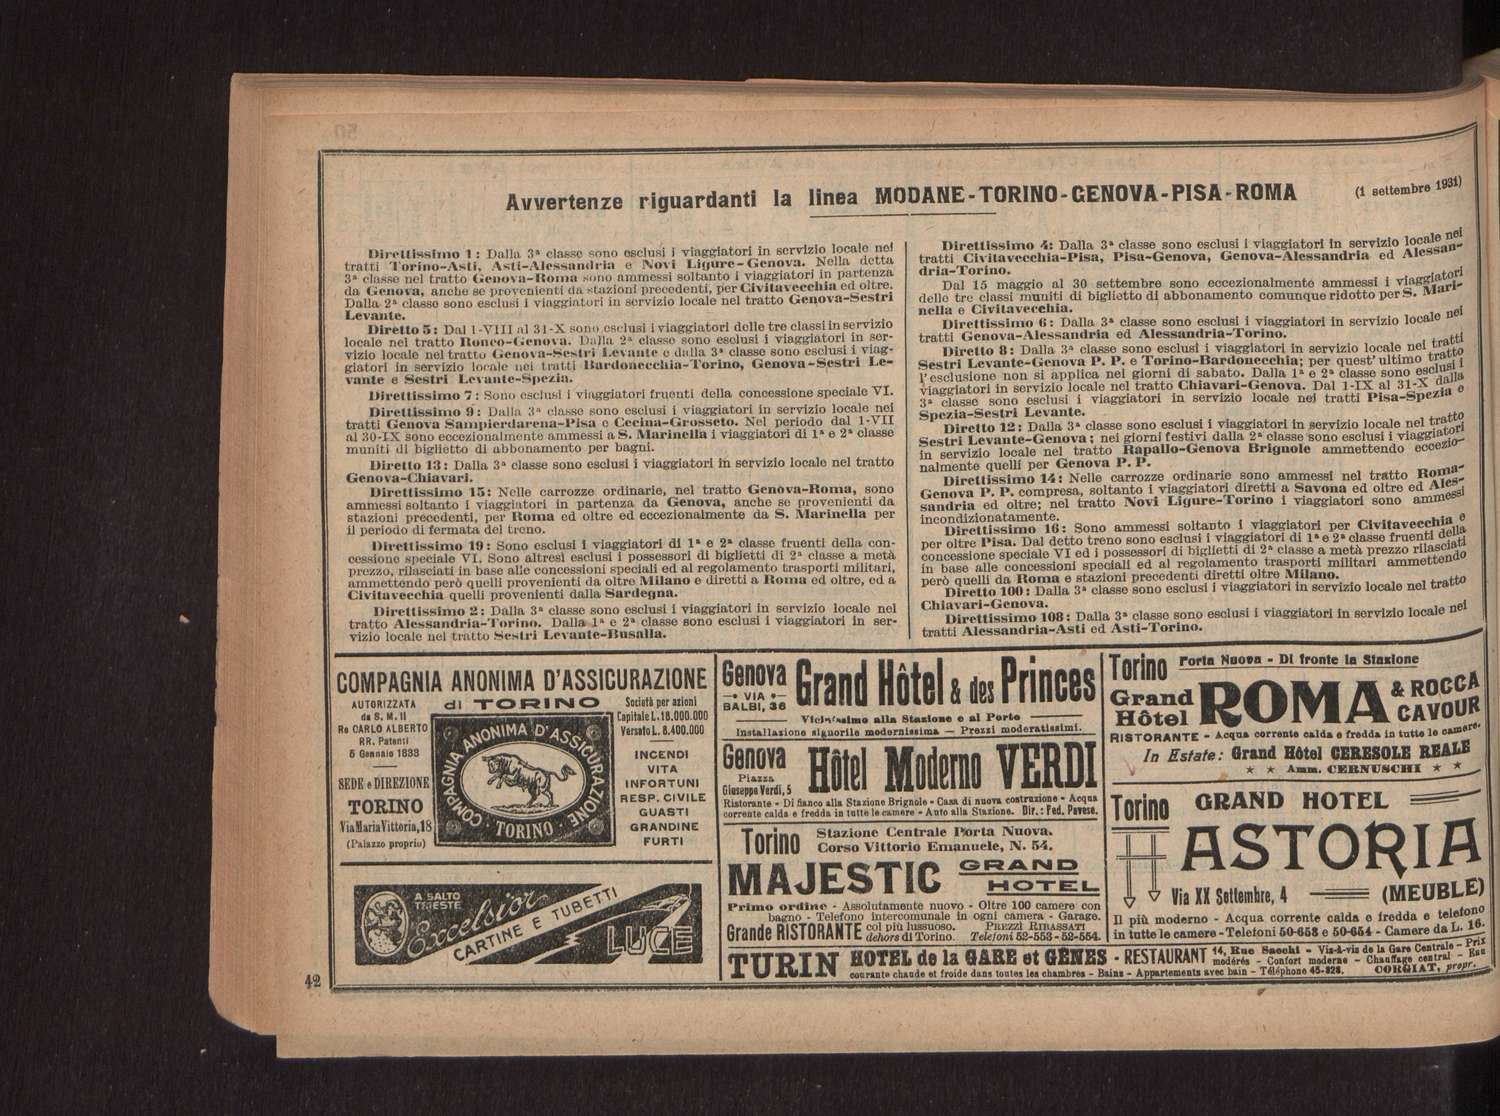 Avvertenze riguardanti la linea MODANE-TORINO-GENOVA-PISA-ROMA
(1 settembre 1931)
Direttissimo 1: Dalla 3ª classe sono esclusi i viaggiatori in servizio locale nei
tratti Torino-Asti, Asti-Alessandria e Novi Ligure-Genova. Nella detta
3ª classe nel tratto Genova-Roma sono ammessi soltanto i viaggiatori in partenza
da Genova, anche se provenienti da stazioni precedenti, per Civitavecchia ed oltre.
Dalla 2ª classe sono esclusi i viaggiatori in servizio locale nel tratto Genova-Sestri
Levante.
Diretto 5: Dal 1-VIII al 31-X sono esclusi i viaggiatori delle tre classi in servizio
locale nel tratto Ronco-Genova. Dalla 2ª classe sono esclusi i viaggiatori in ser-
vizio locale nel tratto Genova-Sestri Levante e dalla 3ª classe sono esclusi i viag-
giatori in servizio locale nei tratti Bardonecchia-Torino, Genova-Sestri Le-
vante e Sestri Levante-Spezia.
Direttissimo 7: Sono esclusi i viaggiatori fruenti della concessione speciale VI.
Direttissimo 9: Dalla 3ª classe sono esclusi i viaggiatori in servizio locale nei
tratti Genova Sampierdarena-Pisa e Cecina-Grosseto. Nel periodo dal 1-VII
al 30-IX sono eccezionalmente ammessi a S. Marinella i viaggiatori di 1ª e 2ª classe
muniti di biglietto di abbonamento per bagni.
Diretto 13: Dalla 3ª classe sono esclusi i viaggiatori in servizio locale nel tratto
Genova-Chiavari.
Direttissimo 15: Nelle carrozze ordinarie, nel tratto Genova-Roma, sono
ammessi soltanto i viaggiatori in partenza da Genova, anche se provenienti da
stazioni precedenti, per Roma ed oltre ed eccezionalmente da S. Marinella per
il periodo di fermata del treno.
Direttissimo 19: Sono esclusi i viaggiatori di 1ª e 2ª classe fruenti della con-
cessione speciale VI. Sono altresi esclusi i possessori di biglietti di 2ª classe a metà
prezzo, rilasciati in base alle concessioni speciali ed al regolamento trasporti militari,
ammettendo però quelli provenienti da oltre Milano e diretti a Roma ed oltre, ed a
Civitavecchia quelli provenienti dalla Sardegna.
Direttissimo 2: Dalla 3ª classe sono esclusi i viaggiatori in servizio locale nel
tratto Alessandria-Torino. Dalla 1ª e 2ª classe sono esclusi i viaggiatori in ser-
vizio locale nel tratto Sestri Levante-Busalla.
Direttissimo 4: Dalla 3ª classe sono esclusi i viaggiatori in servizio locale nei
tratti Civitavecchia-Pisa, Pisa-Genova, Genova-Alessandria ed Alessan-
dria-Torino.
Dal 15 maggio al 30 settembre sono eccezionalmente ammessi i viaggiatori
delle tre classi muniti di biglietto di abbonamento comunque ridotto per S. Mari-
nella e Civitavecchia.
Direttissimo 6: Dalla 3ª classe sono esclusi i viaggiatori in servizio locale nei
tratti Genova-Alessandria ed Alessandria-Torino.
Diretto 8: Dalla 3ª classe sono esclusi i viaggiatori in servizio locale nei tratti
Sestri Levante-Genova P. P. e Torino-Bardonecchia; per quest'ultimo tratto
l'esclusione non si applica nei giorni di sabato. Dalla 1ª e 2ª classe sono esclusi i
viaggiatori in servizio locale nel tratto Chiavari-Genova. Dal 1-IX al 31-X dalla
3ª classe sono esclusi i viaggiatori in servizio locale nei tratti Pisa-Spezia e
Spezia-Sestri Levante.
Diretto 12: Dalla 3ª classe sono esclusi i viaggiatori in servizio locale nel tratto
Sestri Levante-Genova; nei giorni festivi dalla 2ª classe sono esclusi i viaggiatori
in servizio locale nel tratto Rapallo-Genova Brignole ammettendo eccezio-
nalmente quelli per Genova P. P.
Direttissimo 14: Nelle carrozze ordinarie sono ammessi nel tratto Roma-
Genova P. P. compresa, soltanto i viaggiatori diretti a Savona ed oltre ed Ales-
sandria ed oltre; nel tratto Novi Ligure-Torino i viaggiatori sono ammessi
incondizionatamente.
Direttissimo 16: Sono ammessi soltanto i viaggiatori per Civitavecchia e
per oltre Pisa. Dal detto treno sono esclusi i viaggiatori di 1ª e 2ª classe fruenti della
concessione speciale VI ed i possessori di biglietti di 2ª classe a metà prezzo rilasciati
in base alle concessioni speciali ed al regolamento trasporti militari ammettendo
però quelli da Roma e stazioni precedenti diretti oltre Milano.
Diretto 100: Dalla 3ª classe sono esclusi i viaggiatori in servizio locale nel tratto
Chiavari-Genova.
Direttissimo 108: Dalla 3ª classe sono esclusi i viaggiatori in servizio locale nei
tratti Alessandria-Asti ed Asti-Torino.
COMPAGNIA ANONIMA D'ASSICURAZIONE
di TORINO
AUTORIZZATA
da S. M. il
Re CARLO ALBERTO
RR. Patenti
5 Gennaio 1833
SEDE e DIREZIONE
TORINO
Via Maria Vittoria, 18
(Palazzo proprio)
COMPAGNIA ANONIMA D'ASSICURAZIONE
· TORINO ·
Società per azioni
Capitale L. 16.000.000
Versato L. 8.400.000
INCENDI
VITA
INFORTUNI
RESP. CIVILE
GUASTI
GRANDINE
FURTI
A SALTO
TRIESTE
Excelsior
CARTINE E TUBETTI
LUCE
Genova
VIA
BALBI, 36
Grand Hôtel & des Princes
Vicinissimo alla Stazione e al Porto
Installazione signorile modernissima — Prezzi moderatissimi.
Genova
Piazza
Giuseppe Verdi, 5
Hôtel Moderno VERDI
Ristorante - Di fianco alla Stazione Brignole - Casa di nuova costruzione - Acqua
corrente calda e fredda in tutte le camere - Auto alla Stazione. Dir.: Fed. Pavese.
Torino
Stazione Centrale Porta Nuova.
Corso Vittorio Emanuele, N. 54.
MAJESTIC GRAND
HOTEL
Primo ordine - Assolutamente nuovo - Oltre 100 camere con
bagno - Telefono intercomunale in ogni camera - Garage.
Grande RISTORANTE col più lussuoso. PREZZI RIBASSATI
dehors di Torino. Telefoni 52-553 - 52-554.
Torino
Porta Nuova - Di fronte la Stazione
Grand
Hôtel ROMA & ROCCA
CAVOUR
RISTORANTE - Acqua corrente calda e fredda in tutte le camere.
In Estate: Grand Hôtel CERESOLE REALE
Amm. CERNUSCHI
Torino
GRAND HOTEL
ASTORIA
Via XX Settembre, 4
(MEUBLÉ)
Il più moderno - Acqua corrente calda e fredda e telefono
in tutte le camere - Telefoni 50-653 e 50-654 - Camere da L. 16.
TURIN HOTEL de la GARE et GÊNES - RESTAURANT 14, Rue Sacchi - Vis-à-vis de la Gare Centrale - Prix
modérés - Confort moderne - Chauffage central - Eau
courante chaude et froide dans toutes les chambres - Bains - Appartements avec bain - Téléphone 45-328. CORGIAT, propr.
42